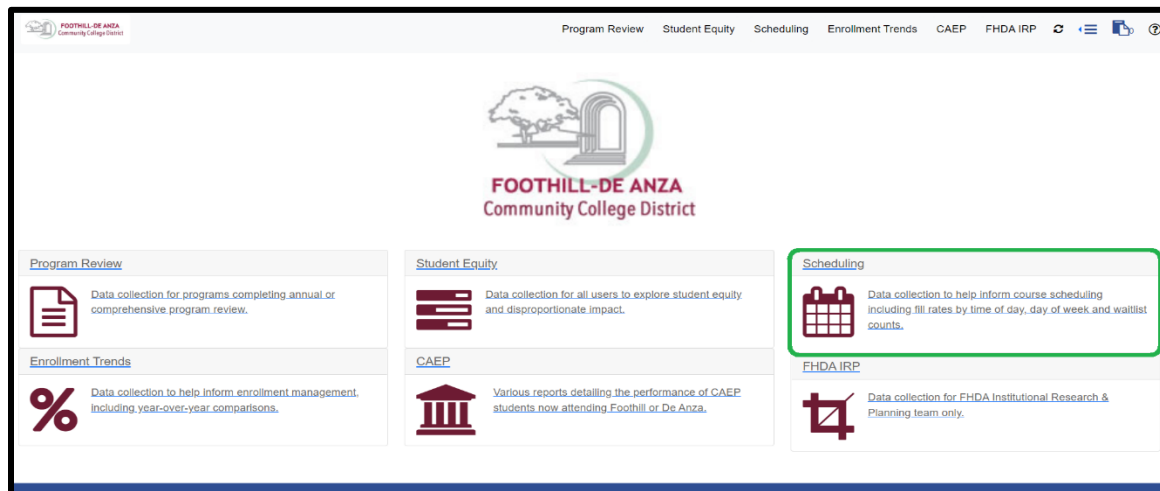 FOOTHILL-DE ANZA
Community College District
Program Review Student Equity Scheduling Enrollment Trends CAEP FHDA IRP
FOOTHILL-DE ANZA
Community College District
Program Review
Data collection for programs completing annual or
comprehensive program review.
Student Equity
Data collection for all users to explore student equity
and disproportionate impact.
Scheduling
Data collection to help inform course scheduling
including fill rates by time of day, day of week and waitlist
counts.
Enrollment Trends
Data collection to help inform enrollment management,
including year-over-year comparisons.
CAEP
Various reports detailing the performance of CAEP
students now attending Foothill or De Anza.
FHDA IRP
Data collection for FHDA Institutional Research &
Planning team only.